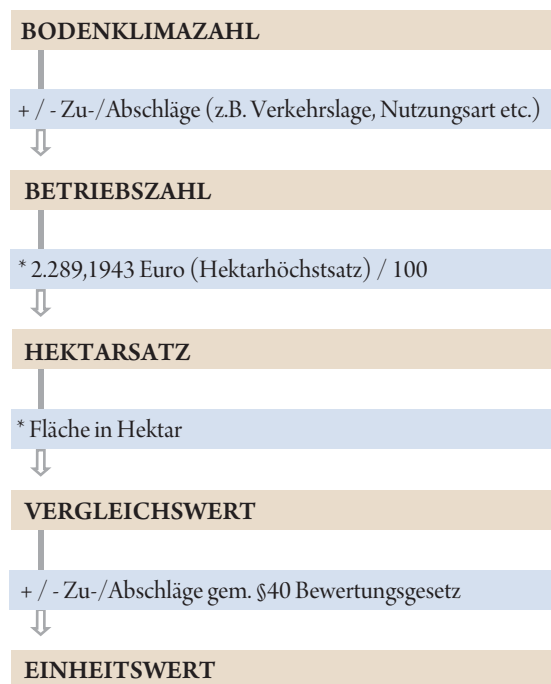 BODENKLIMAZAHL
+ / - Zu-/Abschläge (z.B. Verkehrslage, Nutzungsart etc.)
BETRIEBSZAHL
* 2.289,1943 Euro (Hektarhöchstsatz) / 100
HEKTARSATZ
* Fläche in Hektar
VERGLEICHSWERT
+ / - Zu-/Abschläge gem. §40 Bewertungsgesetz
EINHEITSWERT